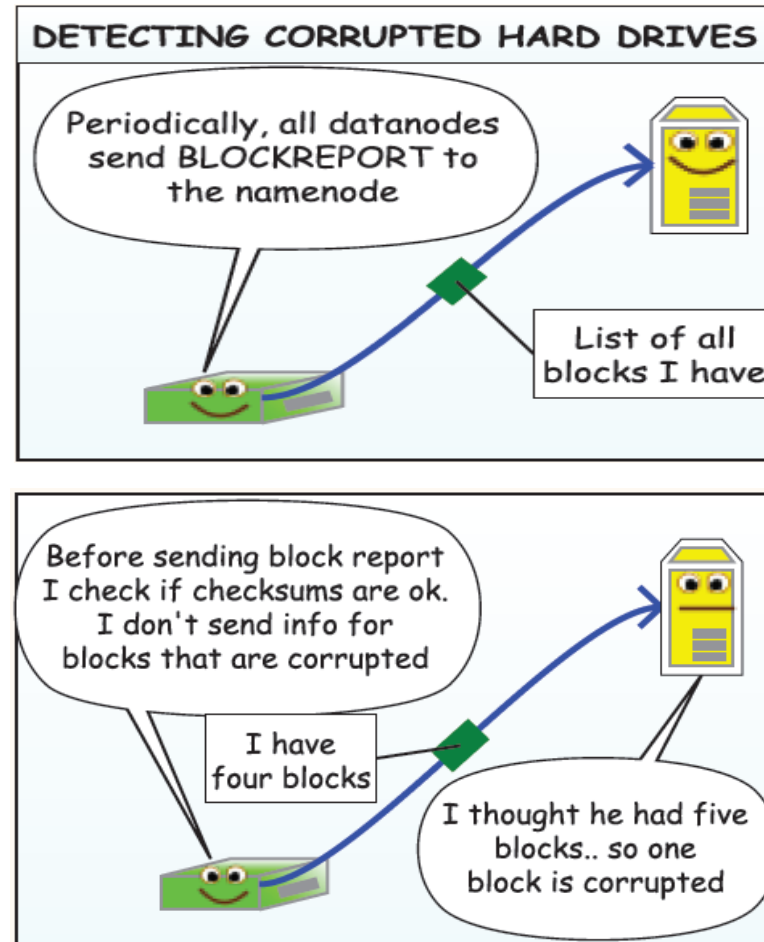 DETECTING CORRUPTED HARD DRIVES
Periodically, all datanodes
send BLOCKREPORT to
the namenode
List of all
blocks I have
Before sending block report
I check if checksums are ok.
I don't send info for
blocks that are corrupted
I have
four blocks
I thought he had five
blocks.. so one
block is corrupted